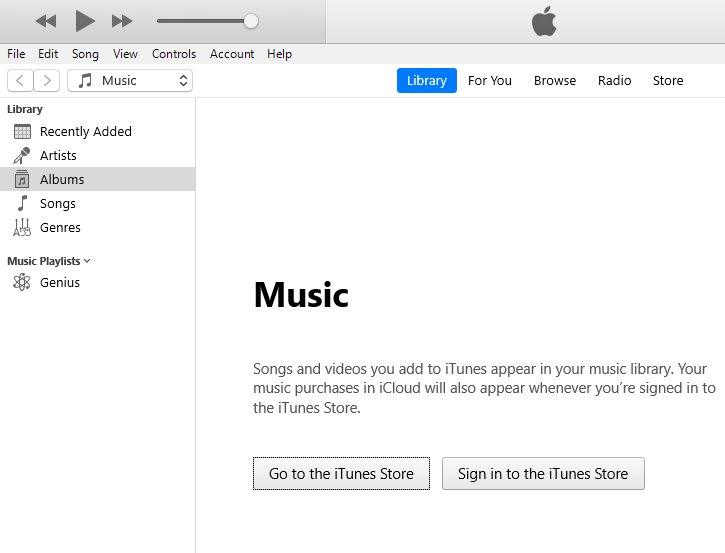 File Edit Song View Controls Account Help
Music Library For You Browse Radio Store
Library
Recently Added
Artists
Albums
Songs
Genres
Music Playlists
Genius
Music
Songs and videos you add to iTunes appear in your music library. Your
music purchases in iCloud will also appear whenever you're signed in to
the iTunes Store.
Go to the iTunes Store Sign in to the iTunes Store